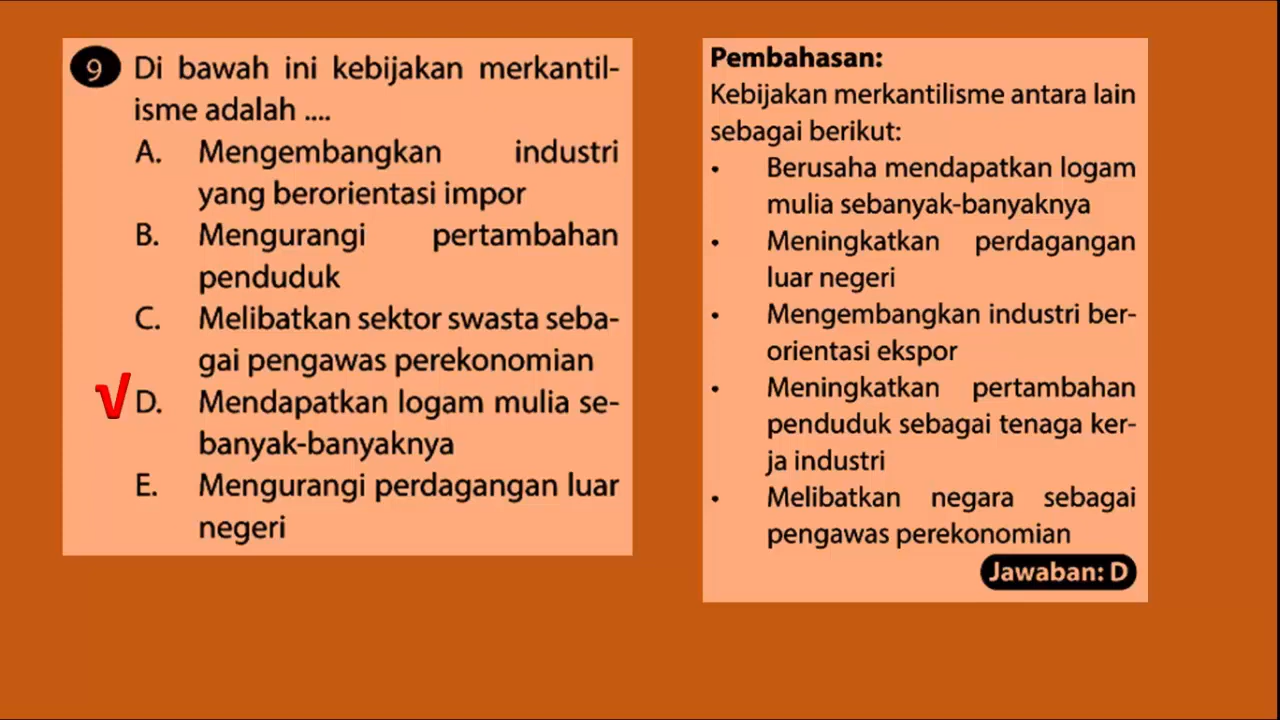 9 Di bawah ini kebijakan merkantil-
isme adalah ....
A. Mengembangkan industri
yang berorientasi impor
B. Mengurangi pertambahan
penduduk
C. Melibatkan sektor swasta seba-
gai pengawas perekonomian
√ D. Mendapatkan logam mulia se-
banyak-banyaknya
E. Mengurangi perdagangan luar
negeri
Pembahasan:
Kebijakan merkantilisme antara lain
sebagai berikut:
• Berusaha mendapatkan logam
mulia sebanyak-banyaknya
• Meningkatkan perdagangan
luar negeri
• Mengembangkan industri ber-
orientasi ekspor
• Meningkatkan pertambahan
penduduk sebagai tenaga ker-
ja industri
• Melibatkan negara sebagai
pengawas perekonomian
Jawaban: D